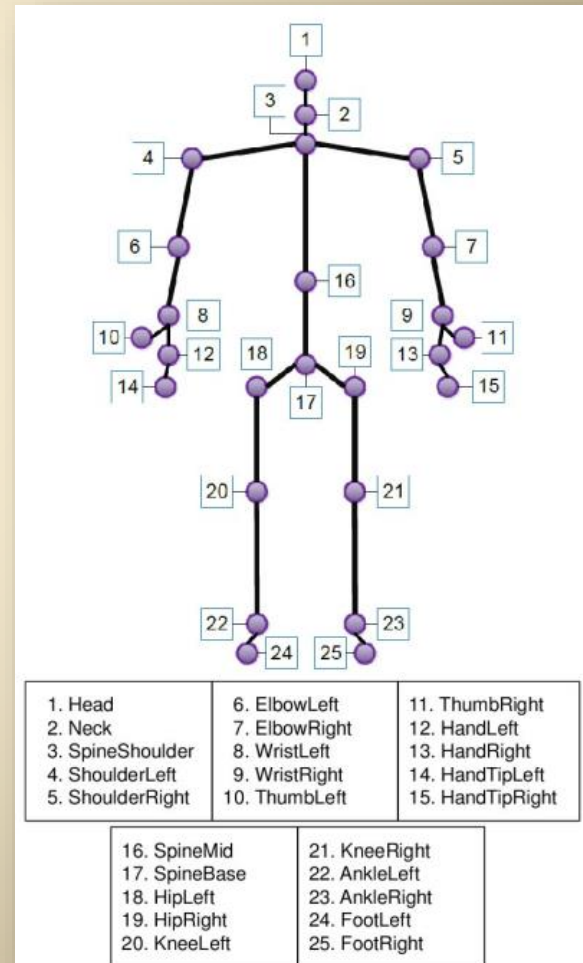 1
3
2
4
5
6
7
16
8
9
10
11
12
13
18
19
14
15
17
20
21
22
23
24
25
1. Head
2. Neck
3. SpineShoulder
4. ShoulderLeft
5. ShoulderRight
6. ElbowLeft
7. ElbowRight
8. WristLeft
9. WristRight
10. ThumbLeft
11. ThumbRight
12. HandLeft
13. HandRight
14. HandTipLeft
15. HandTipRight
16. SpineMid
17. SpineBase
18. HipLeft
19. HipRight
20. KneeLeft
21. KneeRight
22. AnkleLeft
23. AnkleRight
24. FootLeft
25. FootRight